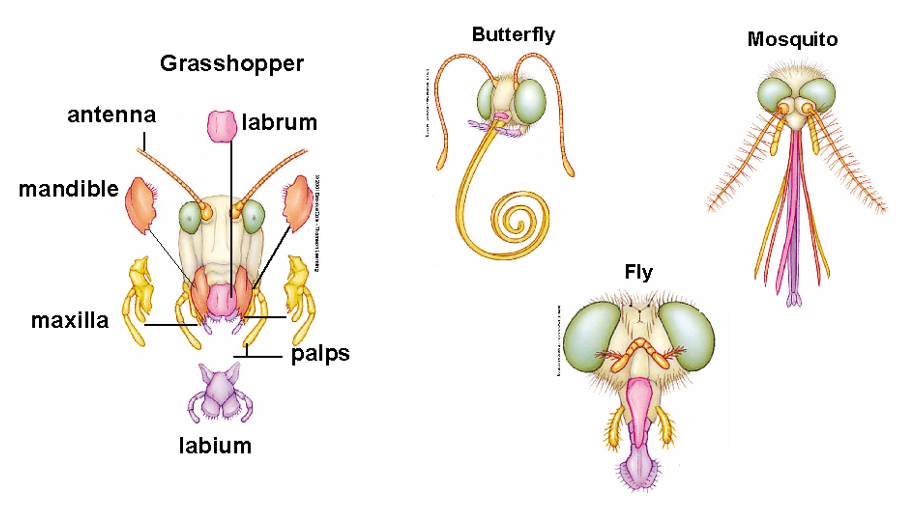 Grasshopper
antenna
labrum
mandible
maxilla
palps
labium
Butterfly
Mosquito
Fly